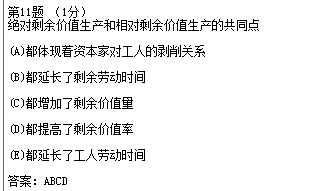 第11题 （1分）
绝对剩余价值生产和相对剩余价值生产的共同点
(A)都体现着资本家对工人的剥削关系
(B)都延长了剩余劳动时间
(C)都增加了剩余价值量
(D)都提高了剩余价值率
(E)都延长了工人劳动时间
答案: ABCD